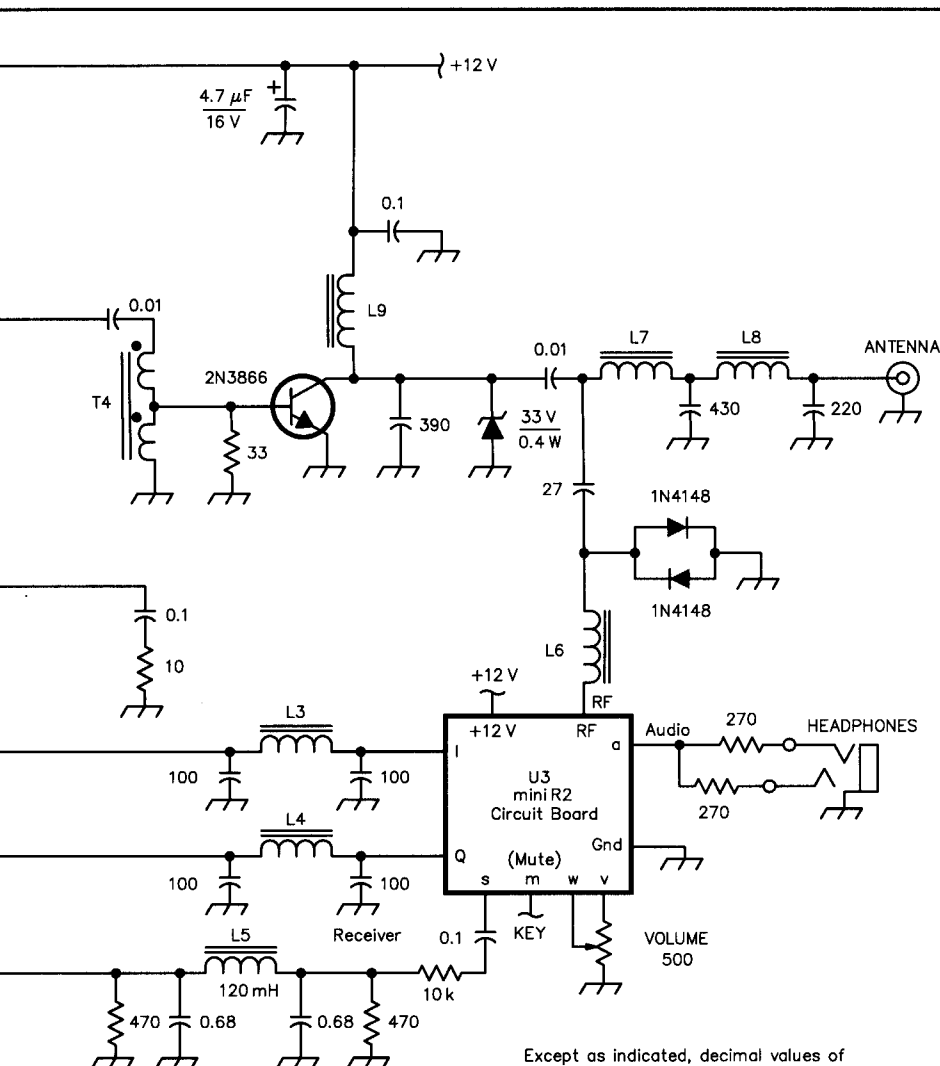 +12 V
4.7 µF
16 V
+
0.1
L9
0.01
T4
2N3866
33
390
33 V
0.4 W
0.01
L7
L8
ANTENNA
430
220
27
1N4148
1N4148
0.1
10
L6
+12 V
RF
L3
100
100
I
+12 V
RF
a
U3
mini R2
Circuit Board
Audio
270
HEADPHONES
270
L4
100
100
Q
(Mute)
Gnd
s
m
w
v
Receiver
KEY
0.1
VOLUME
500
L5
120 mH
10 k
470
0.68
0.68
470
Except as indicated, decimal values of